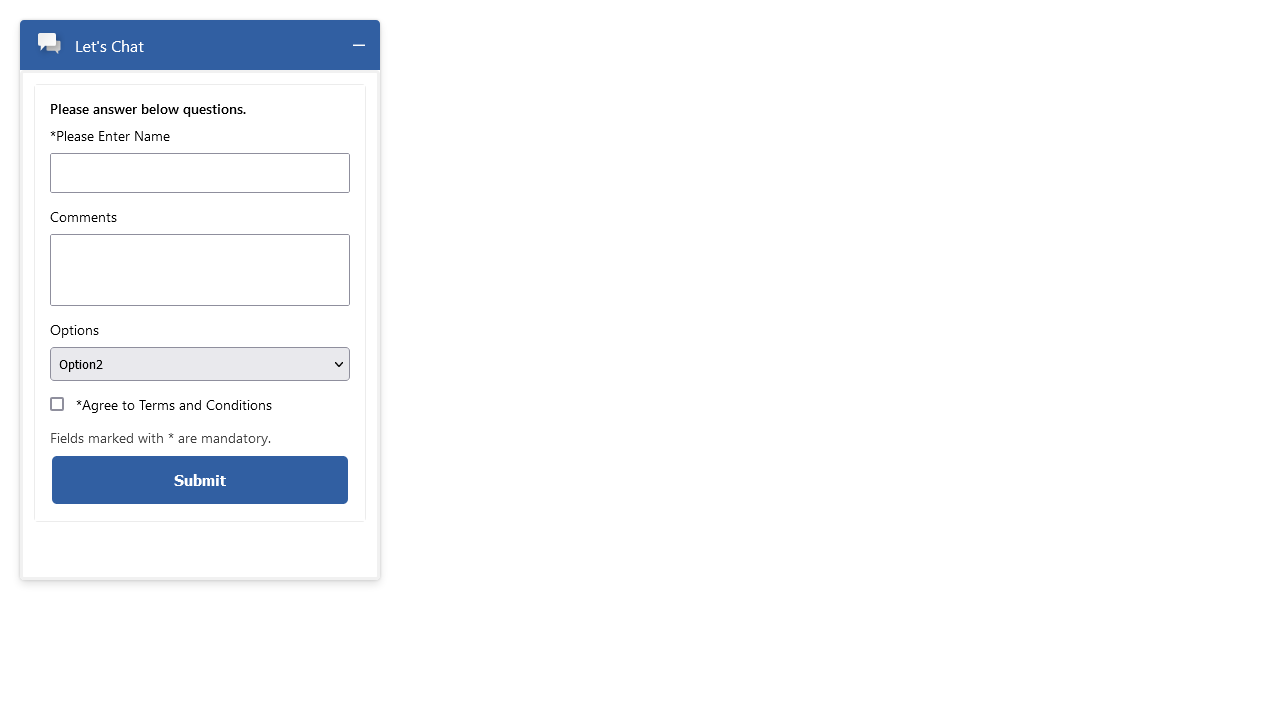 Let's Chat
Please answer below questions.
*Please Enter Name
Comments
Options
Option2
*Agree to Terms and Conditions
Fields marked with * are mandatory.
Submit